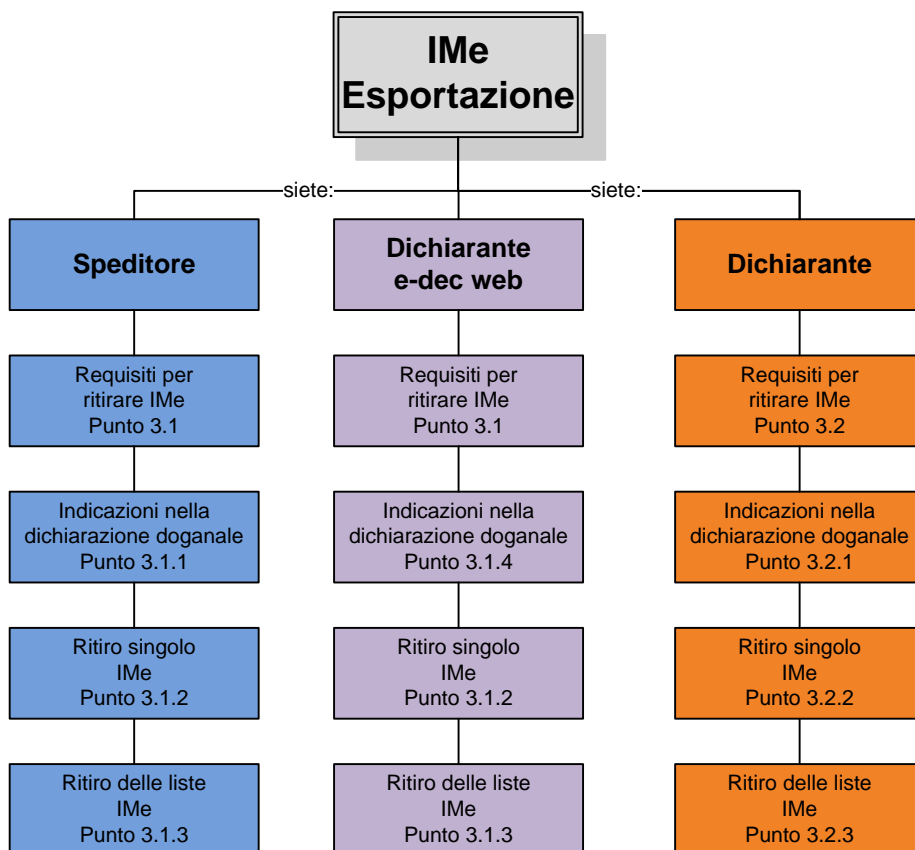 IMe
Esportazione
siete:
siete:
Speditore
Dichiarante
e-dec web
Dichiarante
Requisiti per
ritirare IMe
Punto 3.1
Requisiti per
ritirare IMe
Punto 3.1
Requisiti per
ritirare IMe
Punto 3.2
Indicazioni nella
dichiarazione doganale
Punto 3.1.1
Indicazioni nella
dichiarazione doganale
Punto 3.1.4
Indicazioni nella
dichiarazione doganale
Punto 3.2.1
Ritiro singolo
IMe
Punto 3.1.2
Ritiro singolo
IMe
Punto 3.1.2
Ritiro singolo
IMe
Punto 3.2.2
Ritiro delle liste
IMe
Punto 3.1.3
Ritiro delle liste
IMe
Punto 3.1.3
Ritiro delle liste
IMe
Punto 3.2.3